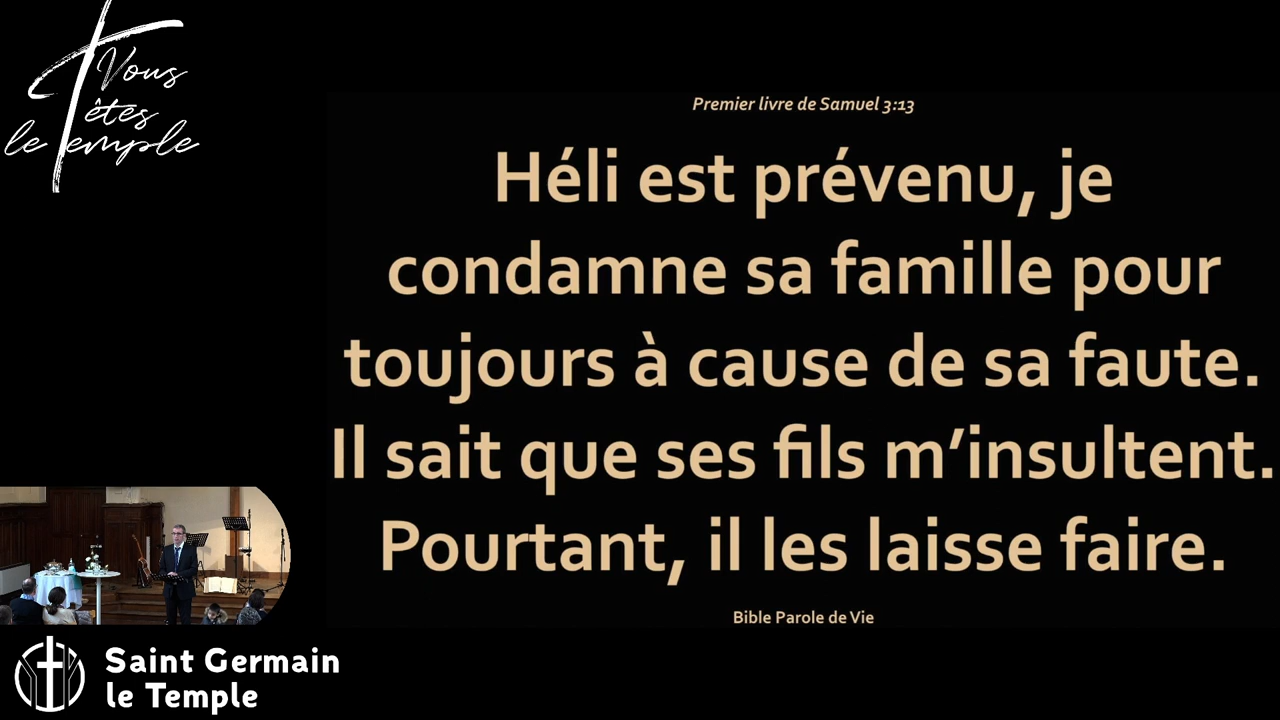 Vous
êtes
le Temple
Premier livre de Samuel 3:13
Héli est prévenu, je
condamne sa famille pour
toujours à cause de sa faute.
Il sait que ses fils m’insultent.
Pourtant, il les laisse faire.
Bible Parole de Vie
Saint Germain
le Temple